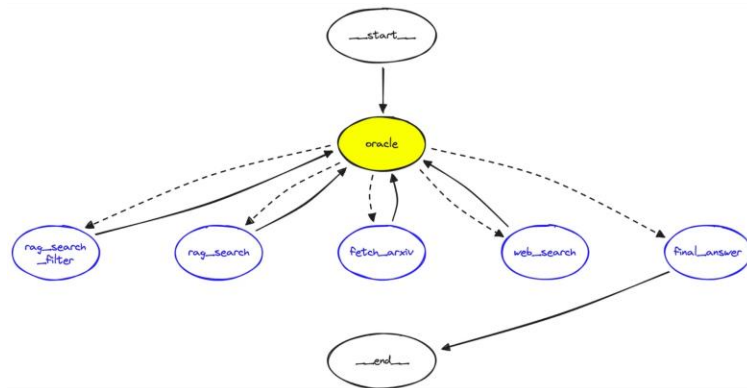 __start__
oracle
rag_search
_filter
rag_search
fetch_arxiv
web_search
final_answer
__end__